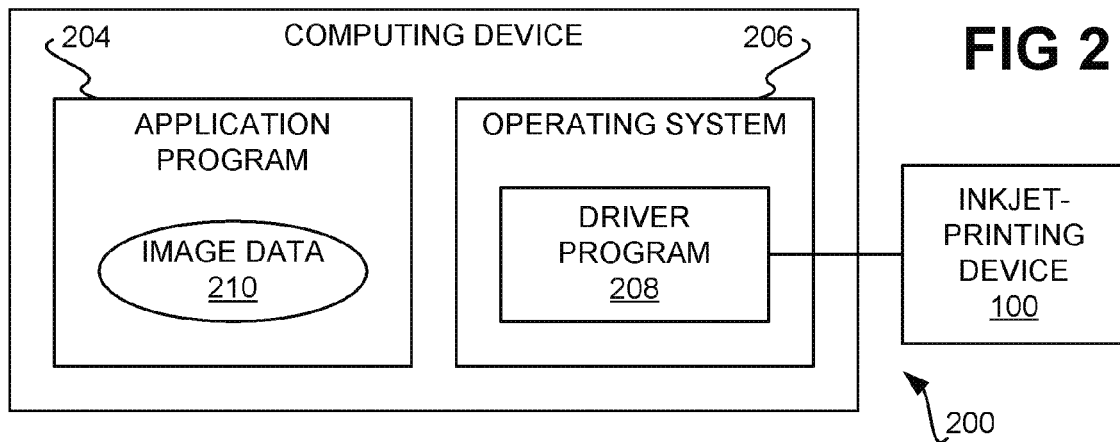 204
COMPUTING DEVICE
206
FIG 2
APPLICATION
PROGRAM
IMAGE DATA
210
OPERATING SYSTEM
DRIVER
PROGRAM
208
INKJET-
PRINTING
DEVICE
100
200